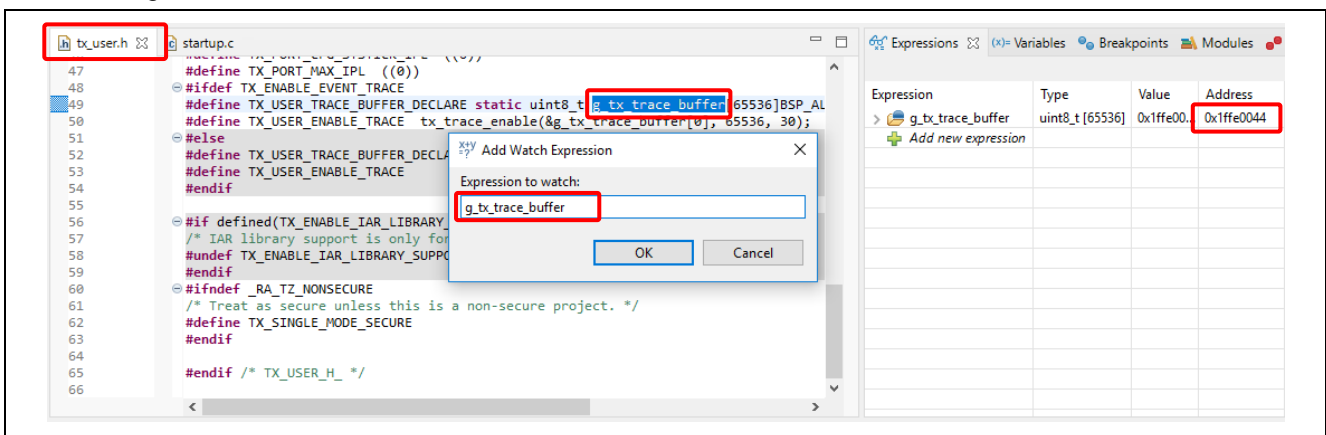 tx_user.h startup.c
47 #define TX_PORT_MAX_IPL ((0))
48 #ifdef TX_ENABLE_EVENT_TRACE
49 #define TX_USER_TRACE_BUFFER_DECLARE static uint8_t g_tx_trace_buffer[65536]BSP_AL
50 #define TX_USER_ENABLE_TRACE tx_trace_enable(&g_tx_trace_buffer[0], 65536, 30);
51 #else
52 #define TX_USER_TRACE_BUFFER_DECLA
53 #define TX_USER_ENABLE_TRACE
54 #endif
55
56 #if defined(TX_ENABLE_IAR_LIBRARY_
57 /* IAR library support is only for
58 #undef TX_ENABLE_IAR_LIBRARY_SUPPO
59 #endif
60 #ifndef _RA_TZ_NONSECURE
61 /* Treat as secure unless this is a non-secure project. */
62 #define TX_SINGLE_MODE_SECURE
63 #endif
64
65 #endif /* TX_USER_H_ */
66
Add Watch Expression
Expression to watch:
g_tx_trace_buffer
OK Cancel
Expressions (x)= Variables Breakpoints Modules
Expression Type Value Address
g_tx_trace_buffer uint8_t [65536] 0x1ffe00... 0x1ffe0044
Add new expression